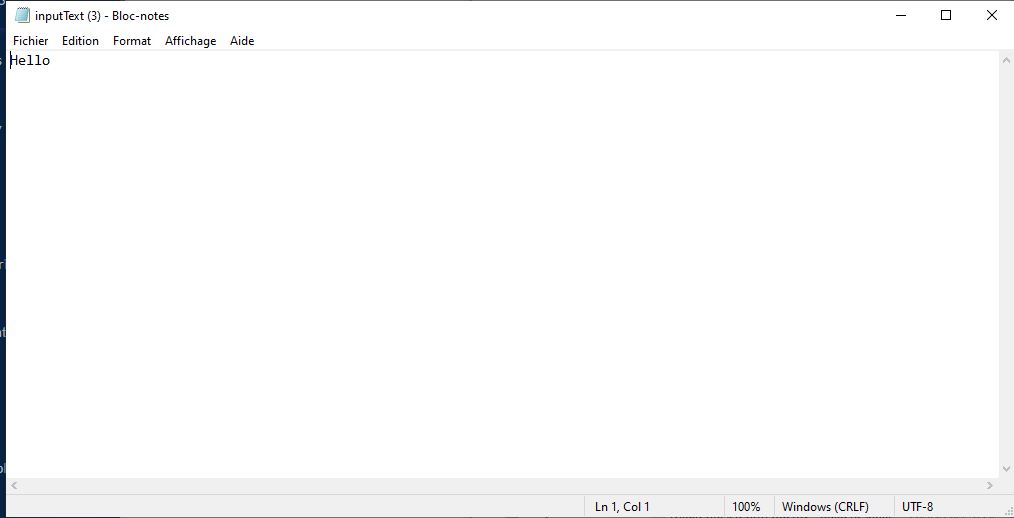 inputText (3) - Bloc-notes
Fichier Edition Format Affichage Aide
Hello
Ln 1, Col 1 100% Windows (CRLF) UTF-8